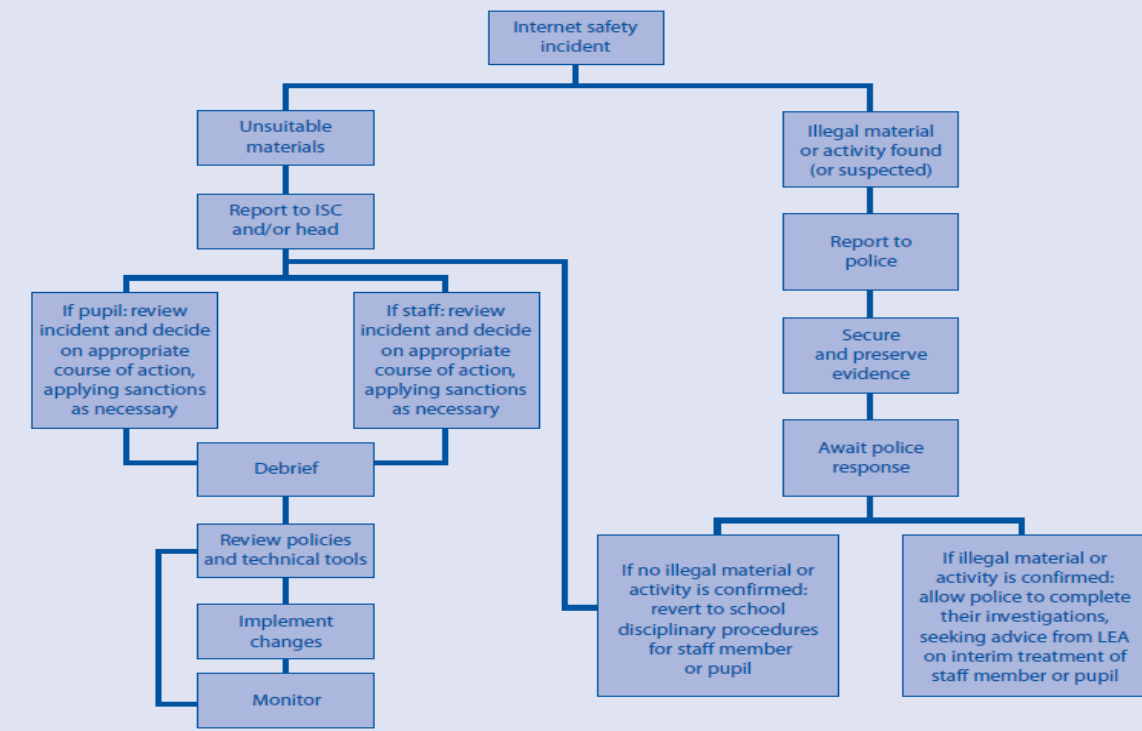 Internet safety
incident
Unsuitable
materials
Illegal material
or activity found
(or suspected)
Report to ISC
and/or head
Report to
police
If pupil: review
incident and decide
on appropriate
course of action,
applying sanctions
as necessary
If staff: review
incident and decide
on appropriate
course of action,
applying sanctions
as necessary
Secure
and preserve
evidence
Debrief
Await police
response
Review policies
and technical tools
Implement
changes
Monitor
If no illegal material or
activity is confirmed:
revert to school
disciplinary procedures
for staff member
or pupil
If illegal material or
activity is confirmed:
allow police to complete
their investigations,
seeking advice from LEA
on interim treatment of
staff member or pupil